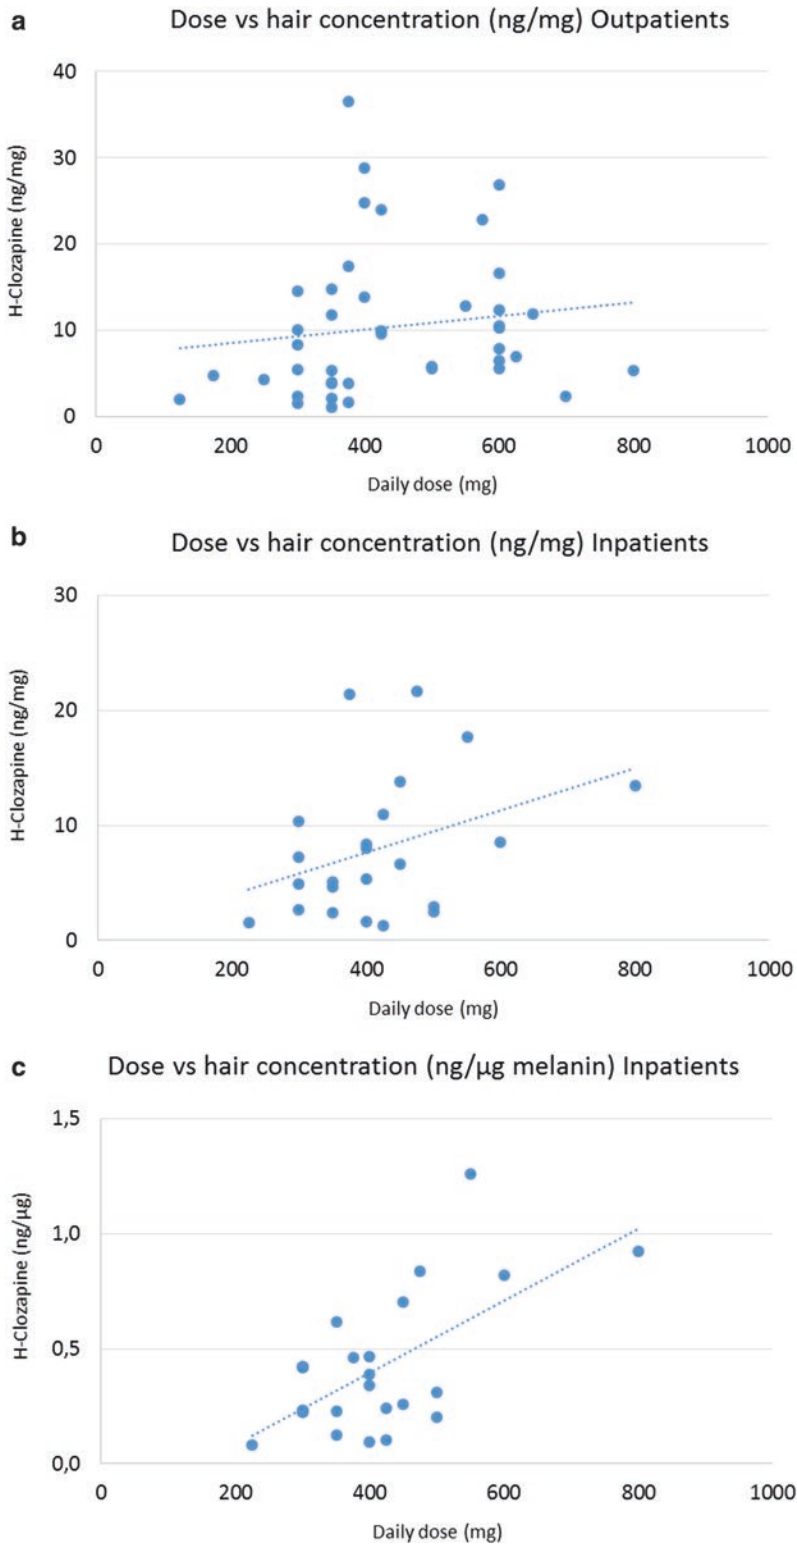 a
Dose vs hair concentration (ng/mg) Outpatients
H-Clozapine (ng/mg)
40
30
20
10
0
0 200 400 600 800 1000
Daily dose (mg)
b
Dose vs hair concentration (ng/mg) Inpatients
H-Clozapine (ng/mg)
30
20
10
0
0 200 400 600 800 1000
Daily dose (mg)
c
Dose vs hair concentration (ng/µg melanin) Inpatients
H-Clozapine (ng/µg)
1,5
1,0
0,5
0,0
0 200 400 600 800 1000
Daily dose (mg)